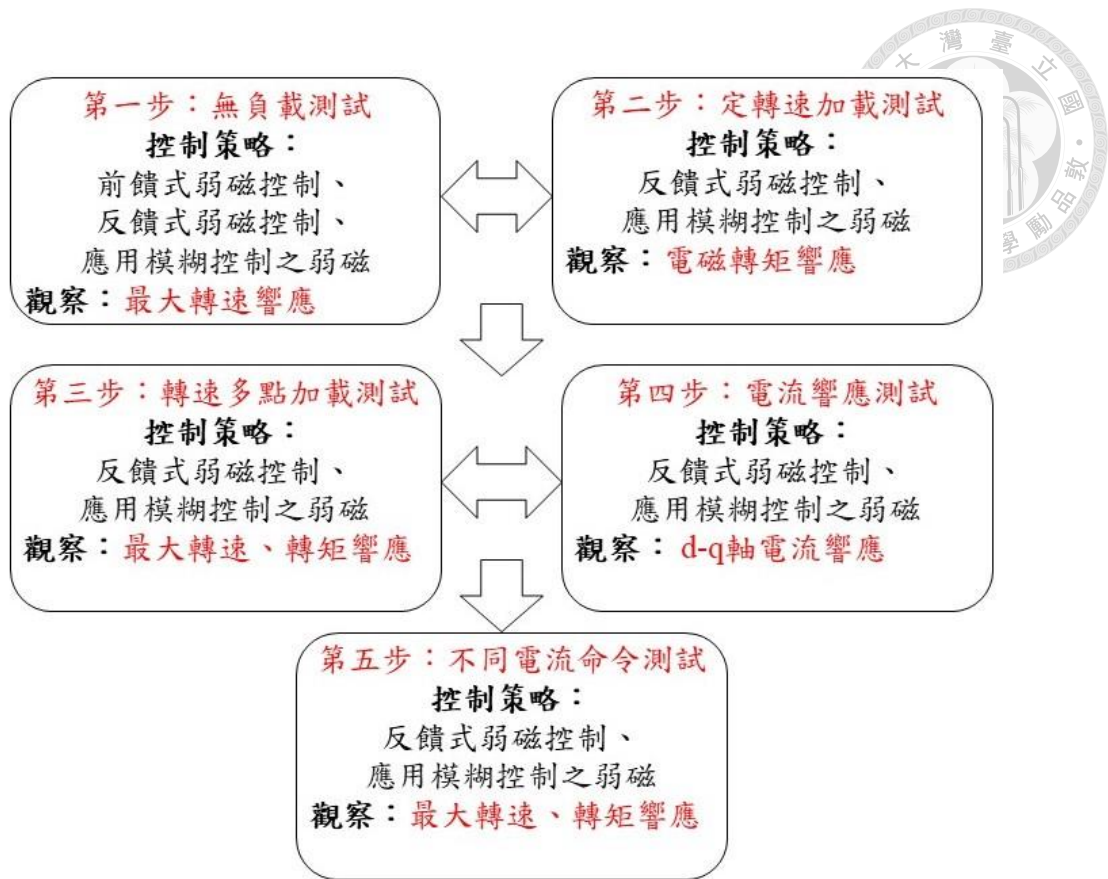 第一步：無負載測試
控制策略：
前饋式弱磁控制、
反饋式弱磁控制、
應用模糊控制之弱磁
觀察：最大轉速響應
第二步：定轉速加載測試
控制策略：
反饋式弱磁控制、
應用模糊控制之弱磁
觀察：電磁轉矩響應
第三步：轉速多點加載測試
控制策略：
反饋式弱磁控制、
應用模糊控制之弱磁
觀察：最大轉速、轉矩響應
第四步：電流響應測試
控制策略：
反饋式弱磁控制、
應用模糊控制之弱磁
觀察： d-q軸電流響應
第五步：不同電流命令測試
控制策略：
反饋式弱磁控制、
應用模糊控制之弱磁
觀察：最大轉速、轉矩響應
大灣臺立國
學勵品敦